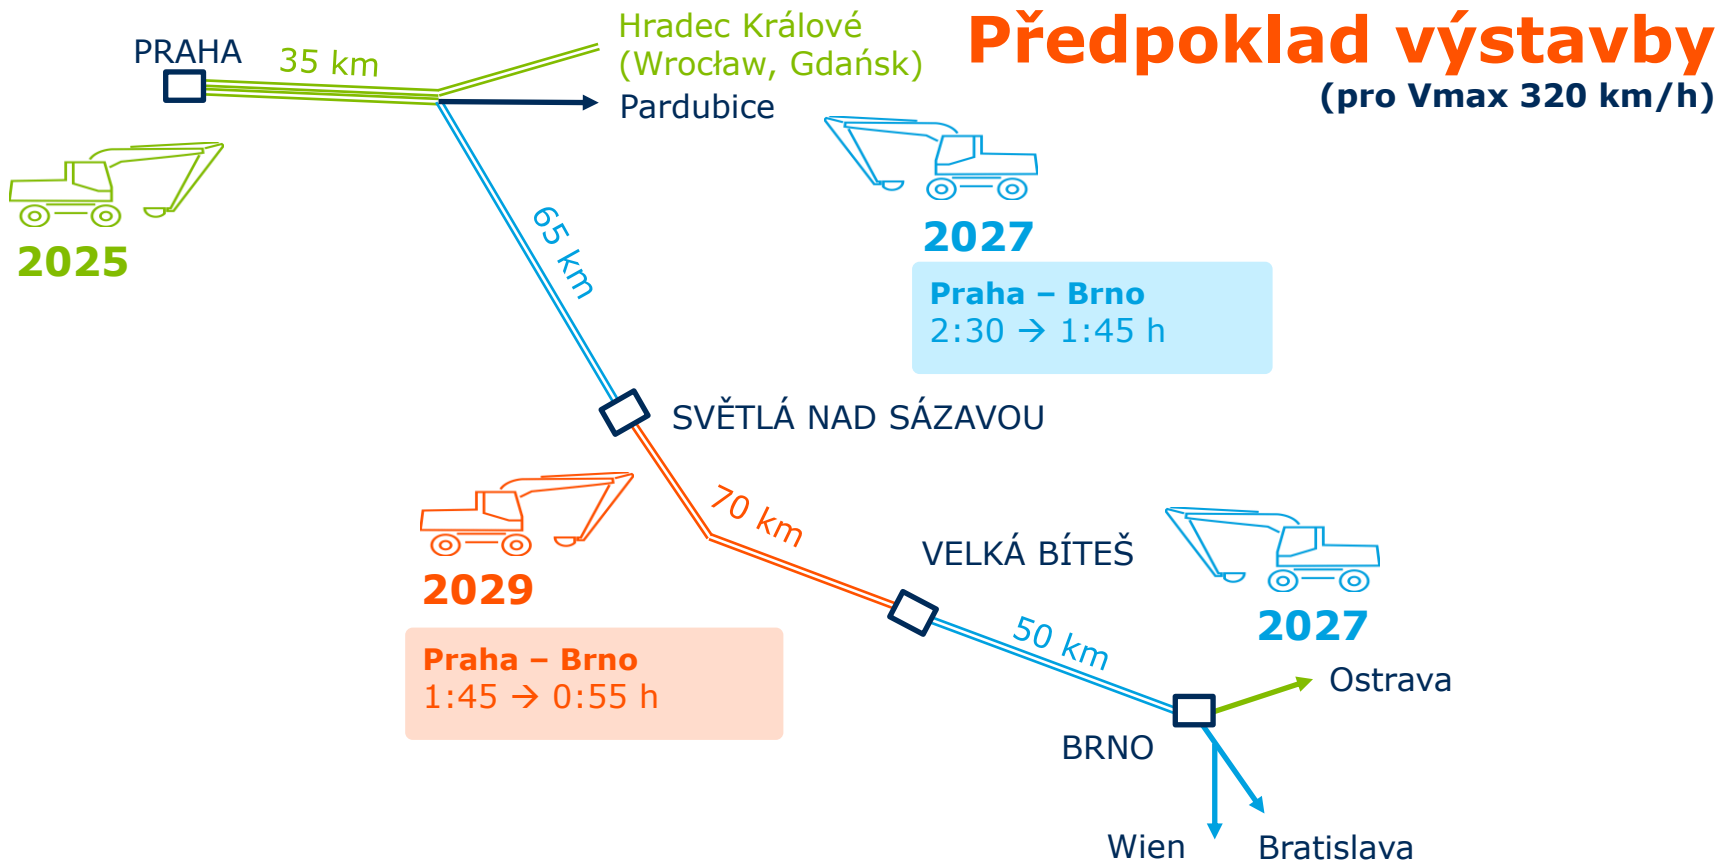 Předpoklad výstavby
(pro Vmax 320 km/h)
PRAHA
35 km
Hradec Králové
(Wrocław, Gdańsk)
Pardubice
2025
65 km
2027
Praha – Brno
2:30 → 1:45 h
SVĚTLÁ NAD SÁZAVOU
70 km
2029
Praha – Brno
1:45 → 0:55 h
VELKÁ BÍTEŠ
50 km
2027
Ostrava
BRNO
Wien
Bratislava